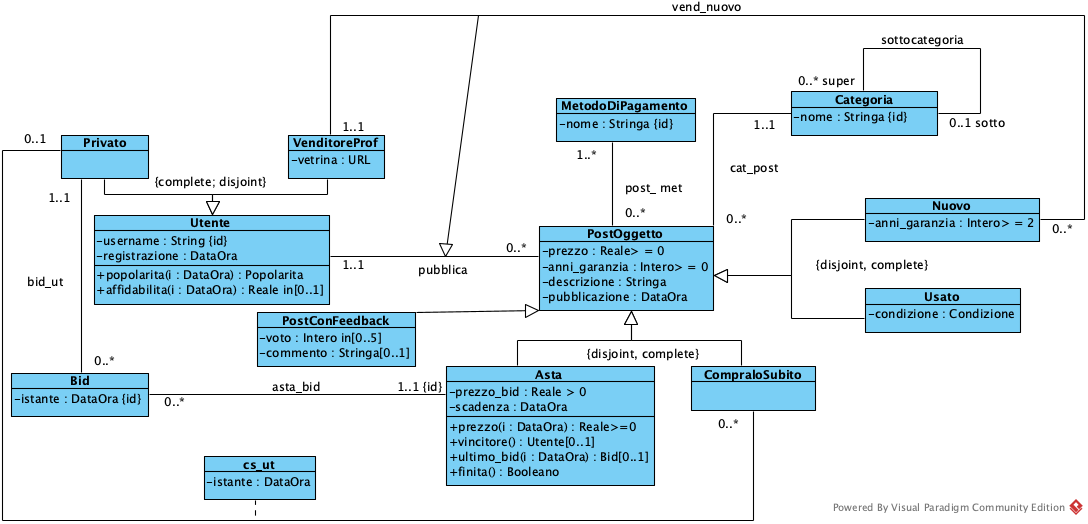 vend_nuovo
sottocategoria
0..* super
Categoria
-nome : Stringa {id}
0..1 sotto
MetodoDiPagamento
-nome : Stringa {id}
1..1
1..*
0..1
Privato
1..1
VenditoreProf
-vetrina : URL
{complete; disjoint}
1..1
post_ met
cat_post
0..*
0..*
Utente
-username : String {id}
-registrazione : DataOra
+popolarita(i : DataOra) : Popolarita
+affidabilita(i : DataOra) : Reale in[0..1]
1..1
pubblica
0..*
PostOggetto
-prezzo : Reale> = 0
-anni_garanzia : Intero> = 0
-descrizione : Stringa
-pubblicazione : DataOra
Nuovo
-anni_garanzia : Intero> = 2
0..*
{disjoint, complete}
Usato
-condizione : Condizione
bid_ut
PostConFeedback
-voto : Intero in[0..5]
-commento : Stringa[0..1]
{disjoint, complete}
0..*
Bid
-istante : DataOra {id}
0..*
asta_bid
1..1 {id}
Asta
-prezzo_bid : Reale > 0
-scadenza : DataOra
+prezzo(i : DataOra) : Reale>=0
+vincitore() : Utente[0..1]
+ultimo_bid(i : DataOra) : Bid[0..1]
+finita() : Booleano
CompraloSubito
0..*
cs_ut
-istante : DataOra
Powered By Visual Paradigm Community Edition